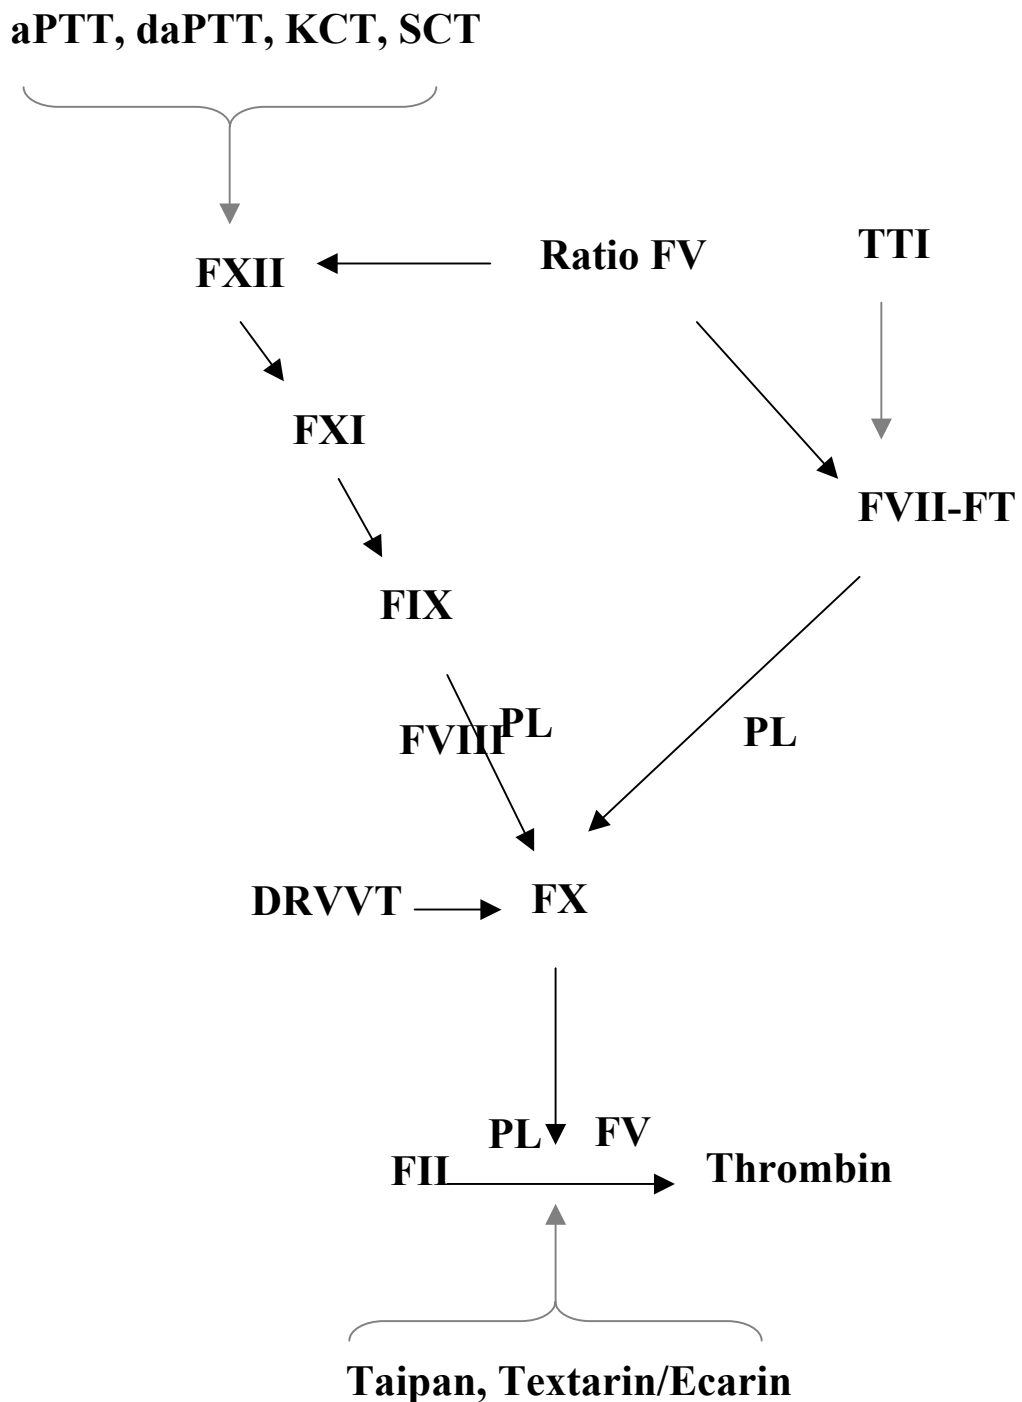 aPTT, daPTT, KCT, SCT
FXII
Ratio FV
TTI
FXI
FVII-FT
FIX
FVIII
PL
PL
DRVVT
FX
PL
FV
FII
Thrombin
Taipan, Textarin/Ecarin